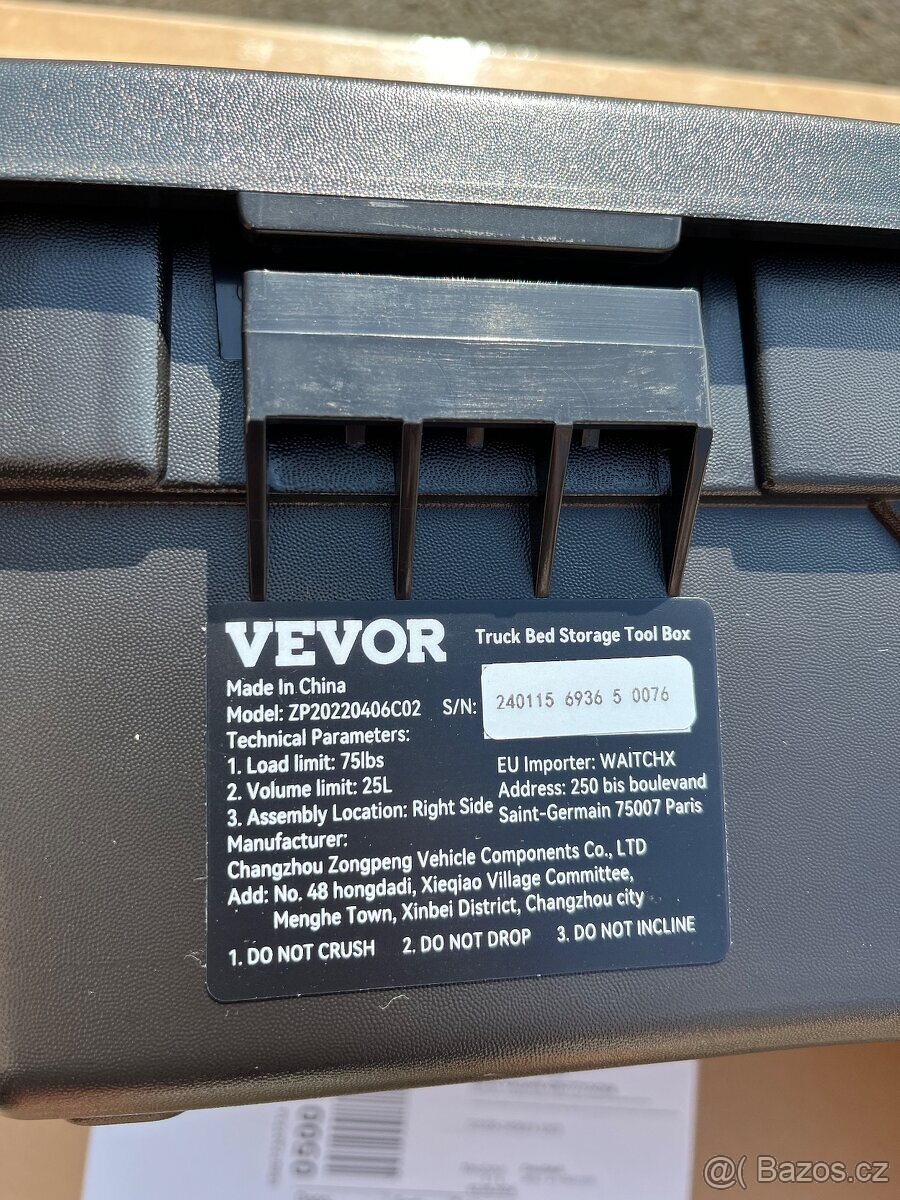 VEVOR Truck Bed Storage Tool Box
Made In China
Model: ZP20220406C02 S/N: 240115 6936 5 0076
Technical Parameters:
1. Load limit: 75lbs
2. Volume limit: 25L
3. Assembly Location: Right Side
EU Importer: WAITCHX
Address: 250 bis boulevand
Saint-Germain 75007 Paris
Manufacturer:
Changzhou Zongpeng Vehicle Components Co., LTD
Add: No. 48 hongdadi, Xieqiao Village Committee,
Menghe Town, Xinbei District, Changzhou city
1. DO NOT CRUSH 2. DO NOT DROP 3. DO NOT INCLINE
@( Bazos.cz